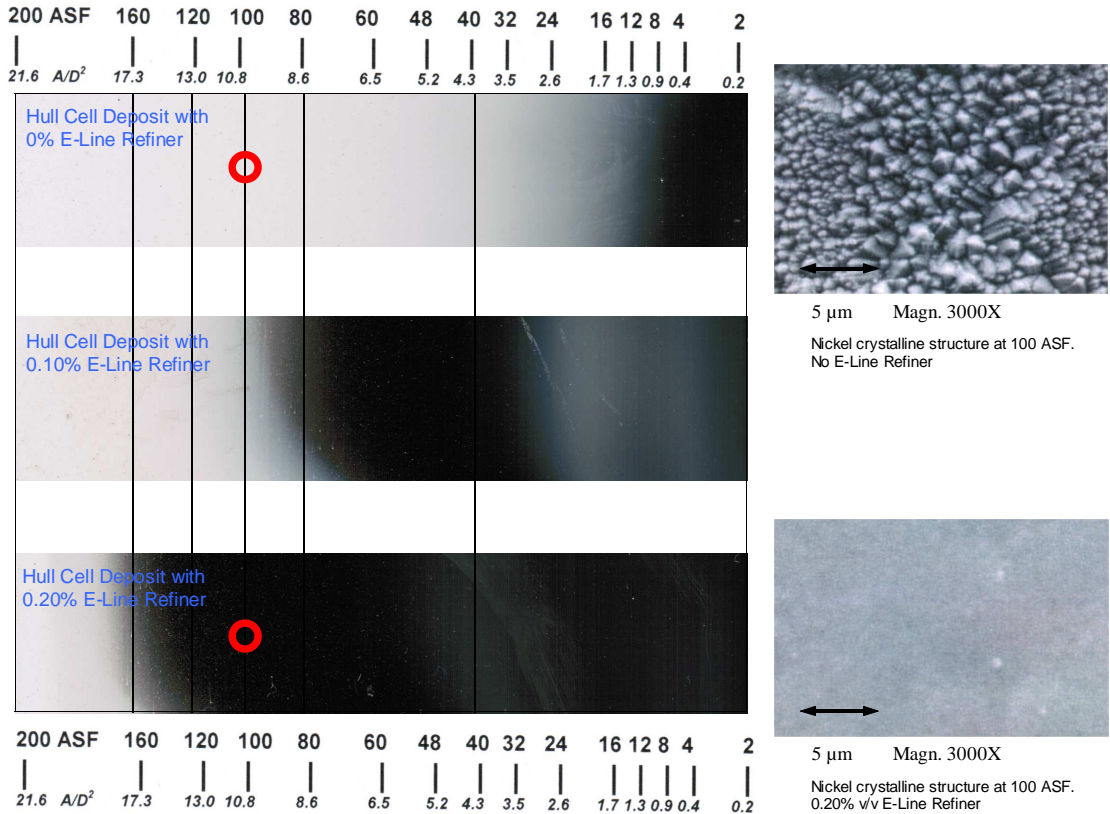 200 ASF 160 120 100 80 60 48 40 32 24 16 12 8 4 2
21.6 A/D² 17.3 13.0 10.8 8.6 6.5 5.2 4.3 3.5 2.6 1.7 1.3 0.9 0.4 0.2
Hull Cell Deposit with
0% E-Line Refiner
5 µm Magn. 3000X
Nickel crystalline structure at 100 ASF.
No E-Line Refiner
Hull Cell Deposit with
0.10% E-Line Refiner
Hull Cell Deposit with
0.20% E-Line Refiner
200 ASF 160 120 100 80 60 48 40 32 24 16 12 8 4 2
21.6 A/D² 17.3 13.0 10.8 8.6 6.5 5.2 4.3 3.5 2.6 1.7 1.3 0.9 0.4 0.2
5 µm Magn. 3000X
Nickel crystalline structure at 100 ASF.
0.20% v/v E-Line Refiner